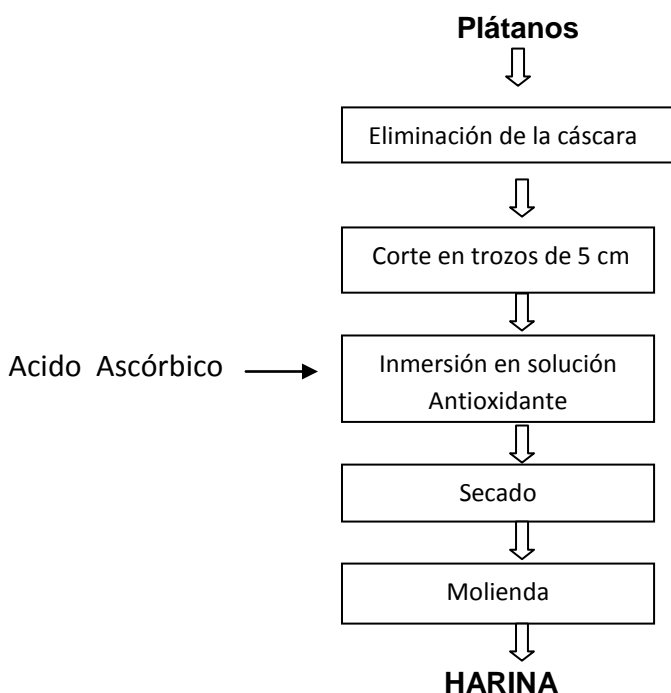 Plátanos
Eliminación de la cáscara
Corte en trozos de 5 cm
Acido Ascórbico
Inmersión en solución
Antioxidante
Secado
Molienda
HARINA